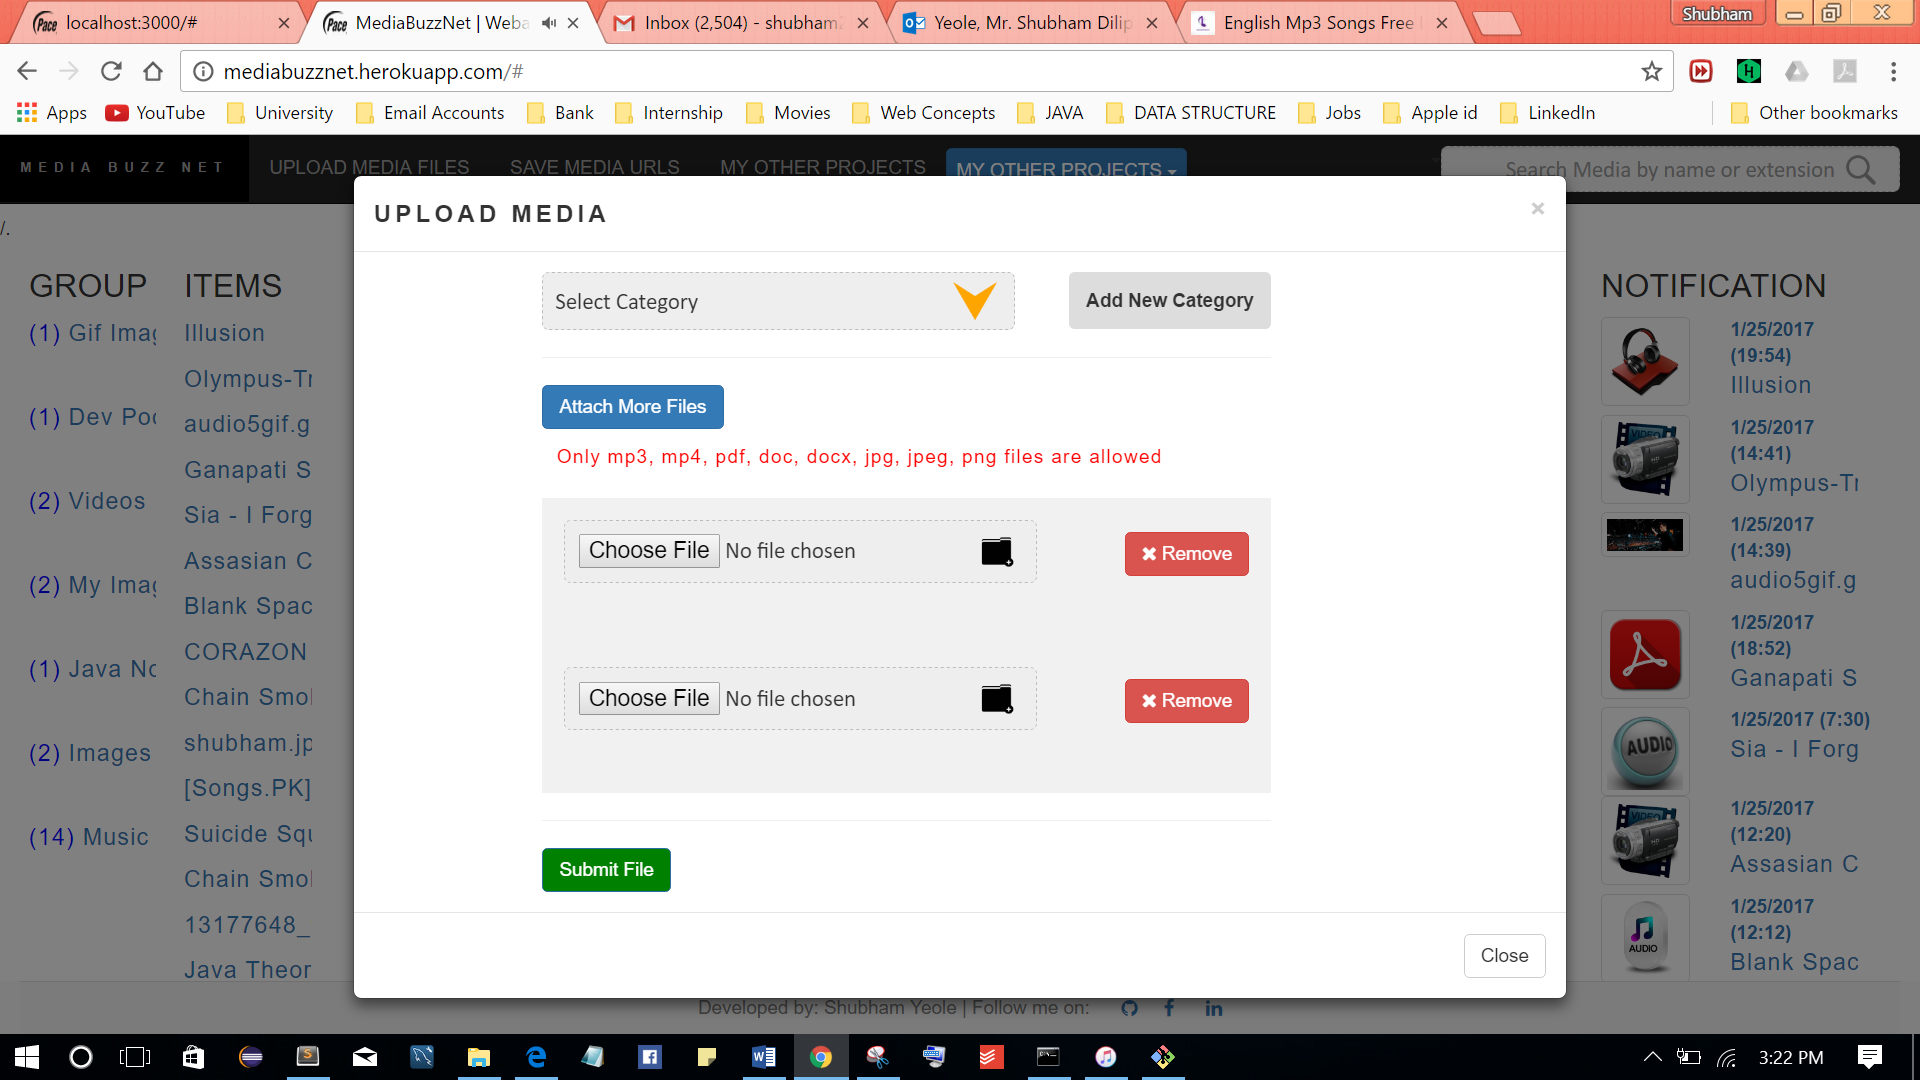 localhost:3000/#
MediaBuzzNet | Weba
Inbox (2,504) - shubham
Yeole, Mr. Shubham Dilip
English Mp3 Songs Free
Shubham
mediabuzznet.herokuapp.com/#
Apps
YouTube
University
Email Accounts
Bank
Internship
Movies
Web Concepts
JAVA
DATA STRUCTURE
Jobs
Apple id
LinkedIn
Other bookmarks
MEDIA BUZZ NET
UPLOAD MEDIA FILES
SAVE MEDIA URLS
MY OTHER PROJECTS
MY OTHER PROJECTS
Search Media by name or extension
/.
UPLOAD MEDIA
×
Select Category
Add New Category
Attach More Files
Only mp3, mp4, pdf, doc, docx, jpg, jpeg, png files are allowed
Choose File No file chosen
Remove
Choose File No file chosen
Remove
Submit File
Close
GROUP
(1) Gif Imag
(1) Dev Poo
(2) Videos
(2) My Imag
(1) Java No
(2) Images
(14) Music
ITEMS
Illusion
Olympus-Tr
audio5gif.g
Ganapati S
Sia - I Forg
Assasian C
Blank Spac
CORAZON
Chain Smol
shubham.jp
[Songs.PK]
Suicide Squ
Chain Smol
13177648_
Java Theor
NOTIFICATION
1/25/2017
(19:54)
Illusion
1/25/2017
(14:41)
Olympus-Tr
1/25/2017
(14:39)
audio5gif.g
1/25/2017
(18:52)
Ganapati S
1/25/2017 (7:30)
Sia - I Forg
1/25/2017
(12:20)
Assasian C
1/25/2017
(12:12)
Blank Spac
VIDEO
AUDIO
VIDEO
AUDIO
Developed by: Shubham Yeole | Follow me on:
3:22 PM